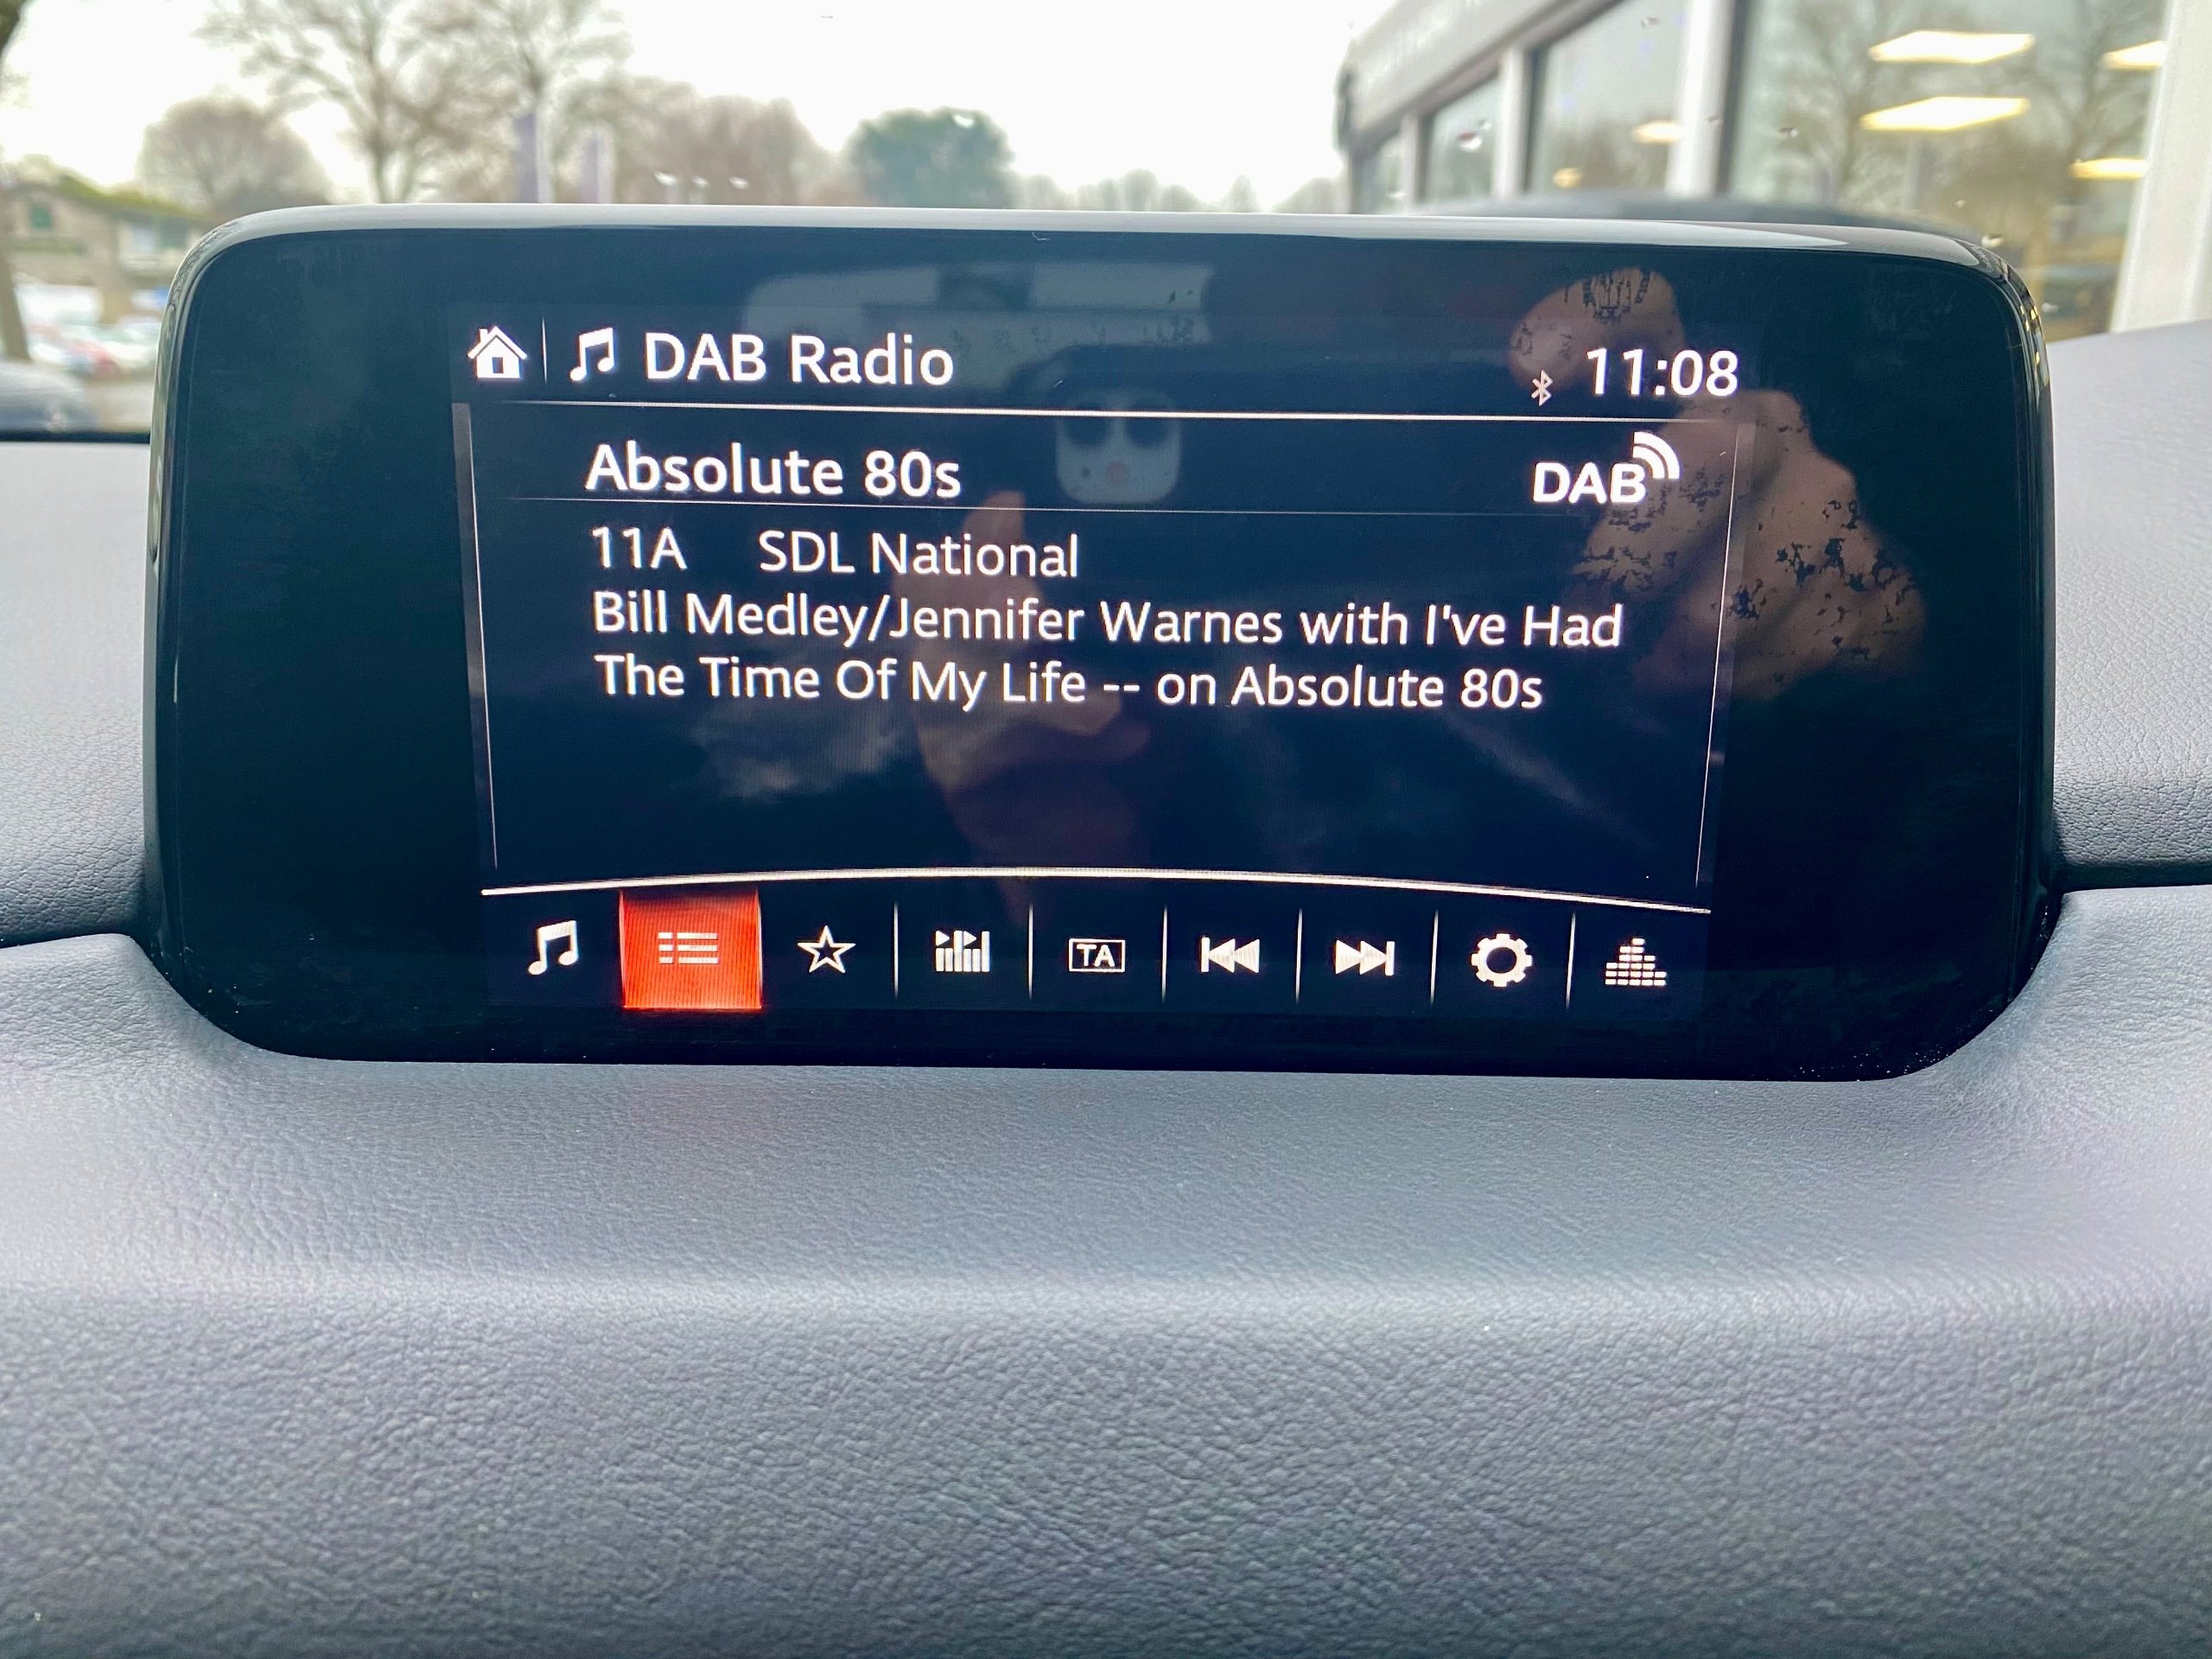 DAB Radio
11:08
Absolute 80s
DAB
11A SDL National
Bill Medley/Jennifer Warnes with I've Had
The Time Of My Life -- on Absolute 80s
TA